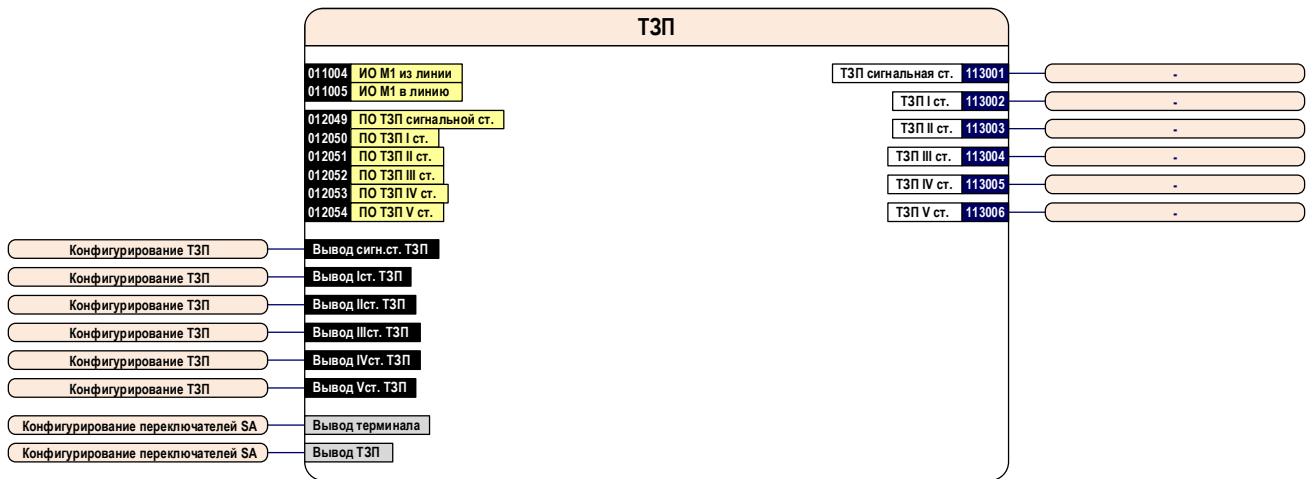 ТЗП
011004 ИО М1 из линии
011005 ИО М1 в линию
012049 ПО ТЗП сигнальной ст.
012050 ПО ТЗП I ст.
012051 ПО ТЗП II ст.
012052 ПО ТЗП III ст.
012053 ПО ТЗП IV ст.
012054 ПО ТЗП V ст.
ТЗП сигнальная ст. 113001 -
ТЗП I ст. 113002 -
ТЗП II ст. 113003 -
ТЗП III ст. 113004 -
ТЗП IV ст. 113005 -
ТЗП V ст. 113006 -
Конфигурирование ТЗП Вывод сигн.ст. ТЗП
Конфигурирование ТЗП Вывод Iст. ТЗП
Конфигурирование ТЗП Вывод IIст. ТЗП
Конфигурирование ТЗП Вывод IIIст. ТЗП
Конфигурирование ТЗП Вывод IVст. ТЗП
Конфигурирование ТЗП Вывод Vст. ТЗП
Конфигурирование переключателей SA Вывод терминала
Конфигурирование переключателей SA Вывод ТЗП